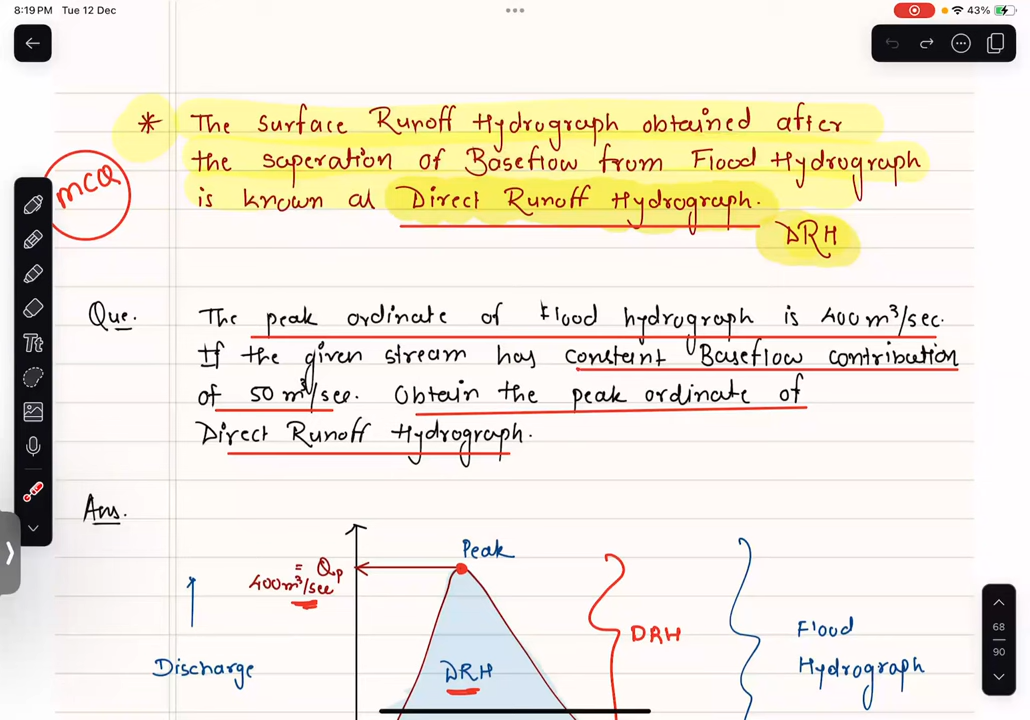 8:19 PM Tue 12 Dec
43%
* The Surface Runoff Hydrograph obtained after
the saperation of Baseflow from Flood Hydrograph
is known as Direct Runoff Hydrograph.
DRH
MCQ
Que. The peak ordinate of Flood hydrograph is 400 m³/sec.
If the given stream has constant Baseflow contribution
of 50 m³/sec. Obtain the peak ordinate of
Direct Runoff Hydrograph.
Ans.
Peak
= Qp
400m³/sec
DRH
Flood
Hydrograph
Discharge
DRH
Tt
68
90